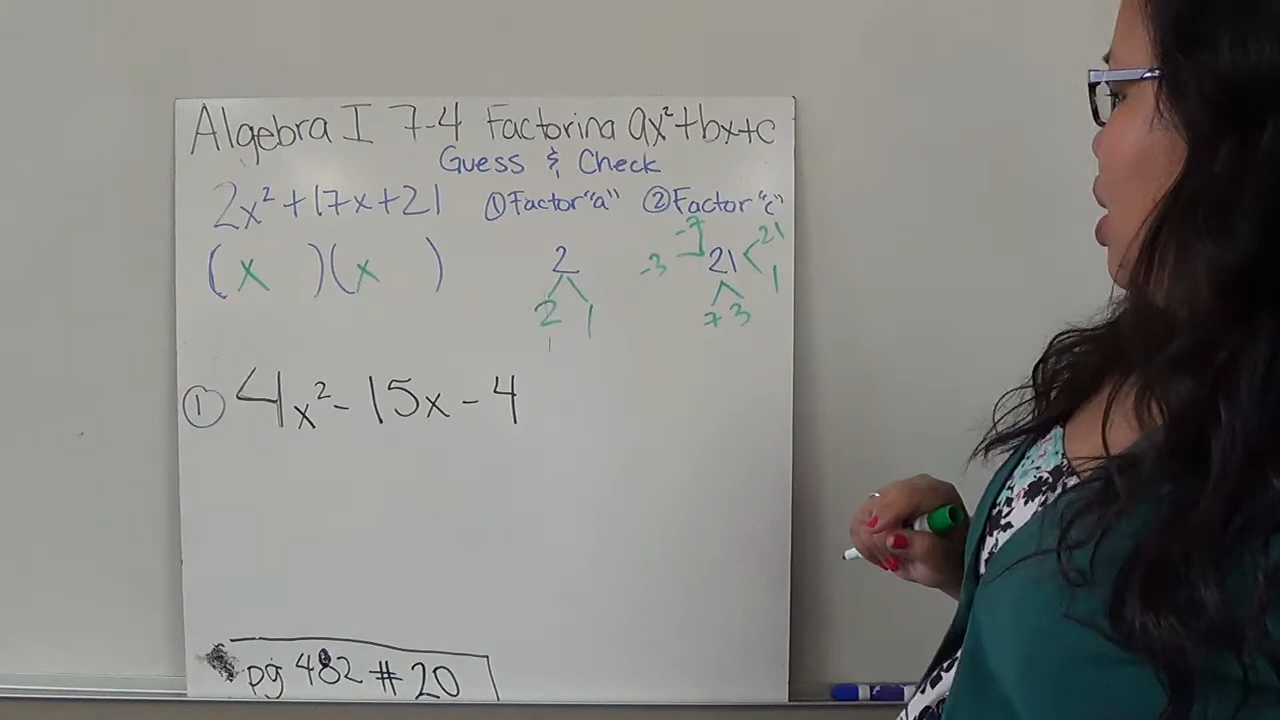 Algebra I 7-4 Factorina ax²+bx+c
Guess & Check
2x²+17x+21 ①Factor"a" ②Factor"c"
(x )(x ) 2 21
2 1
-7
-3
21
1
7 3
① 4x²-15x-4
pg 482 #20